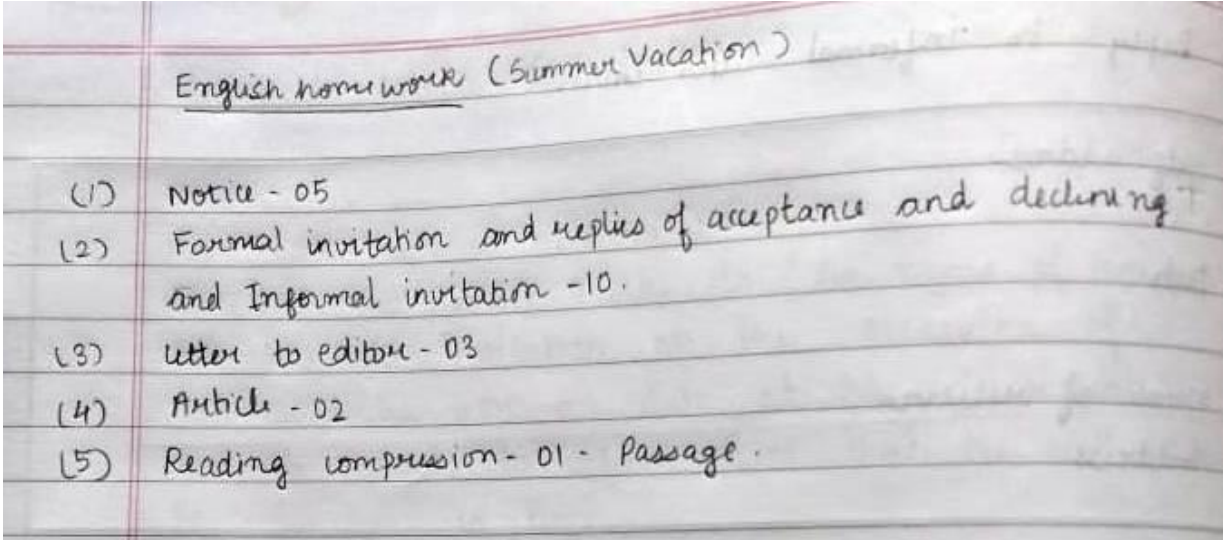 English homework (Summer Vacation)
(1) Notice - 05
(2) Formal invitation and replies of acceptance and declining
and Informal invitation - 10.
(3) letter to editor - 03
(4) Article - 02
(5) Reading compression - 01 - Passage.